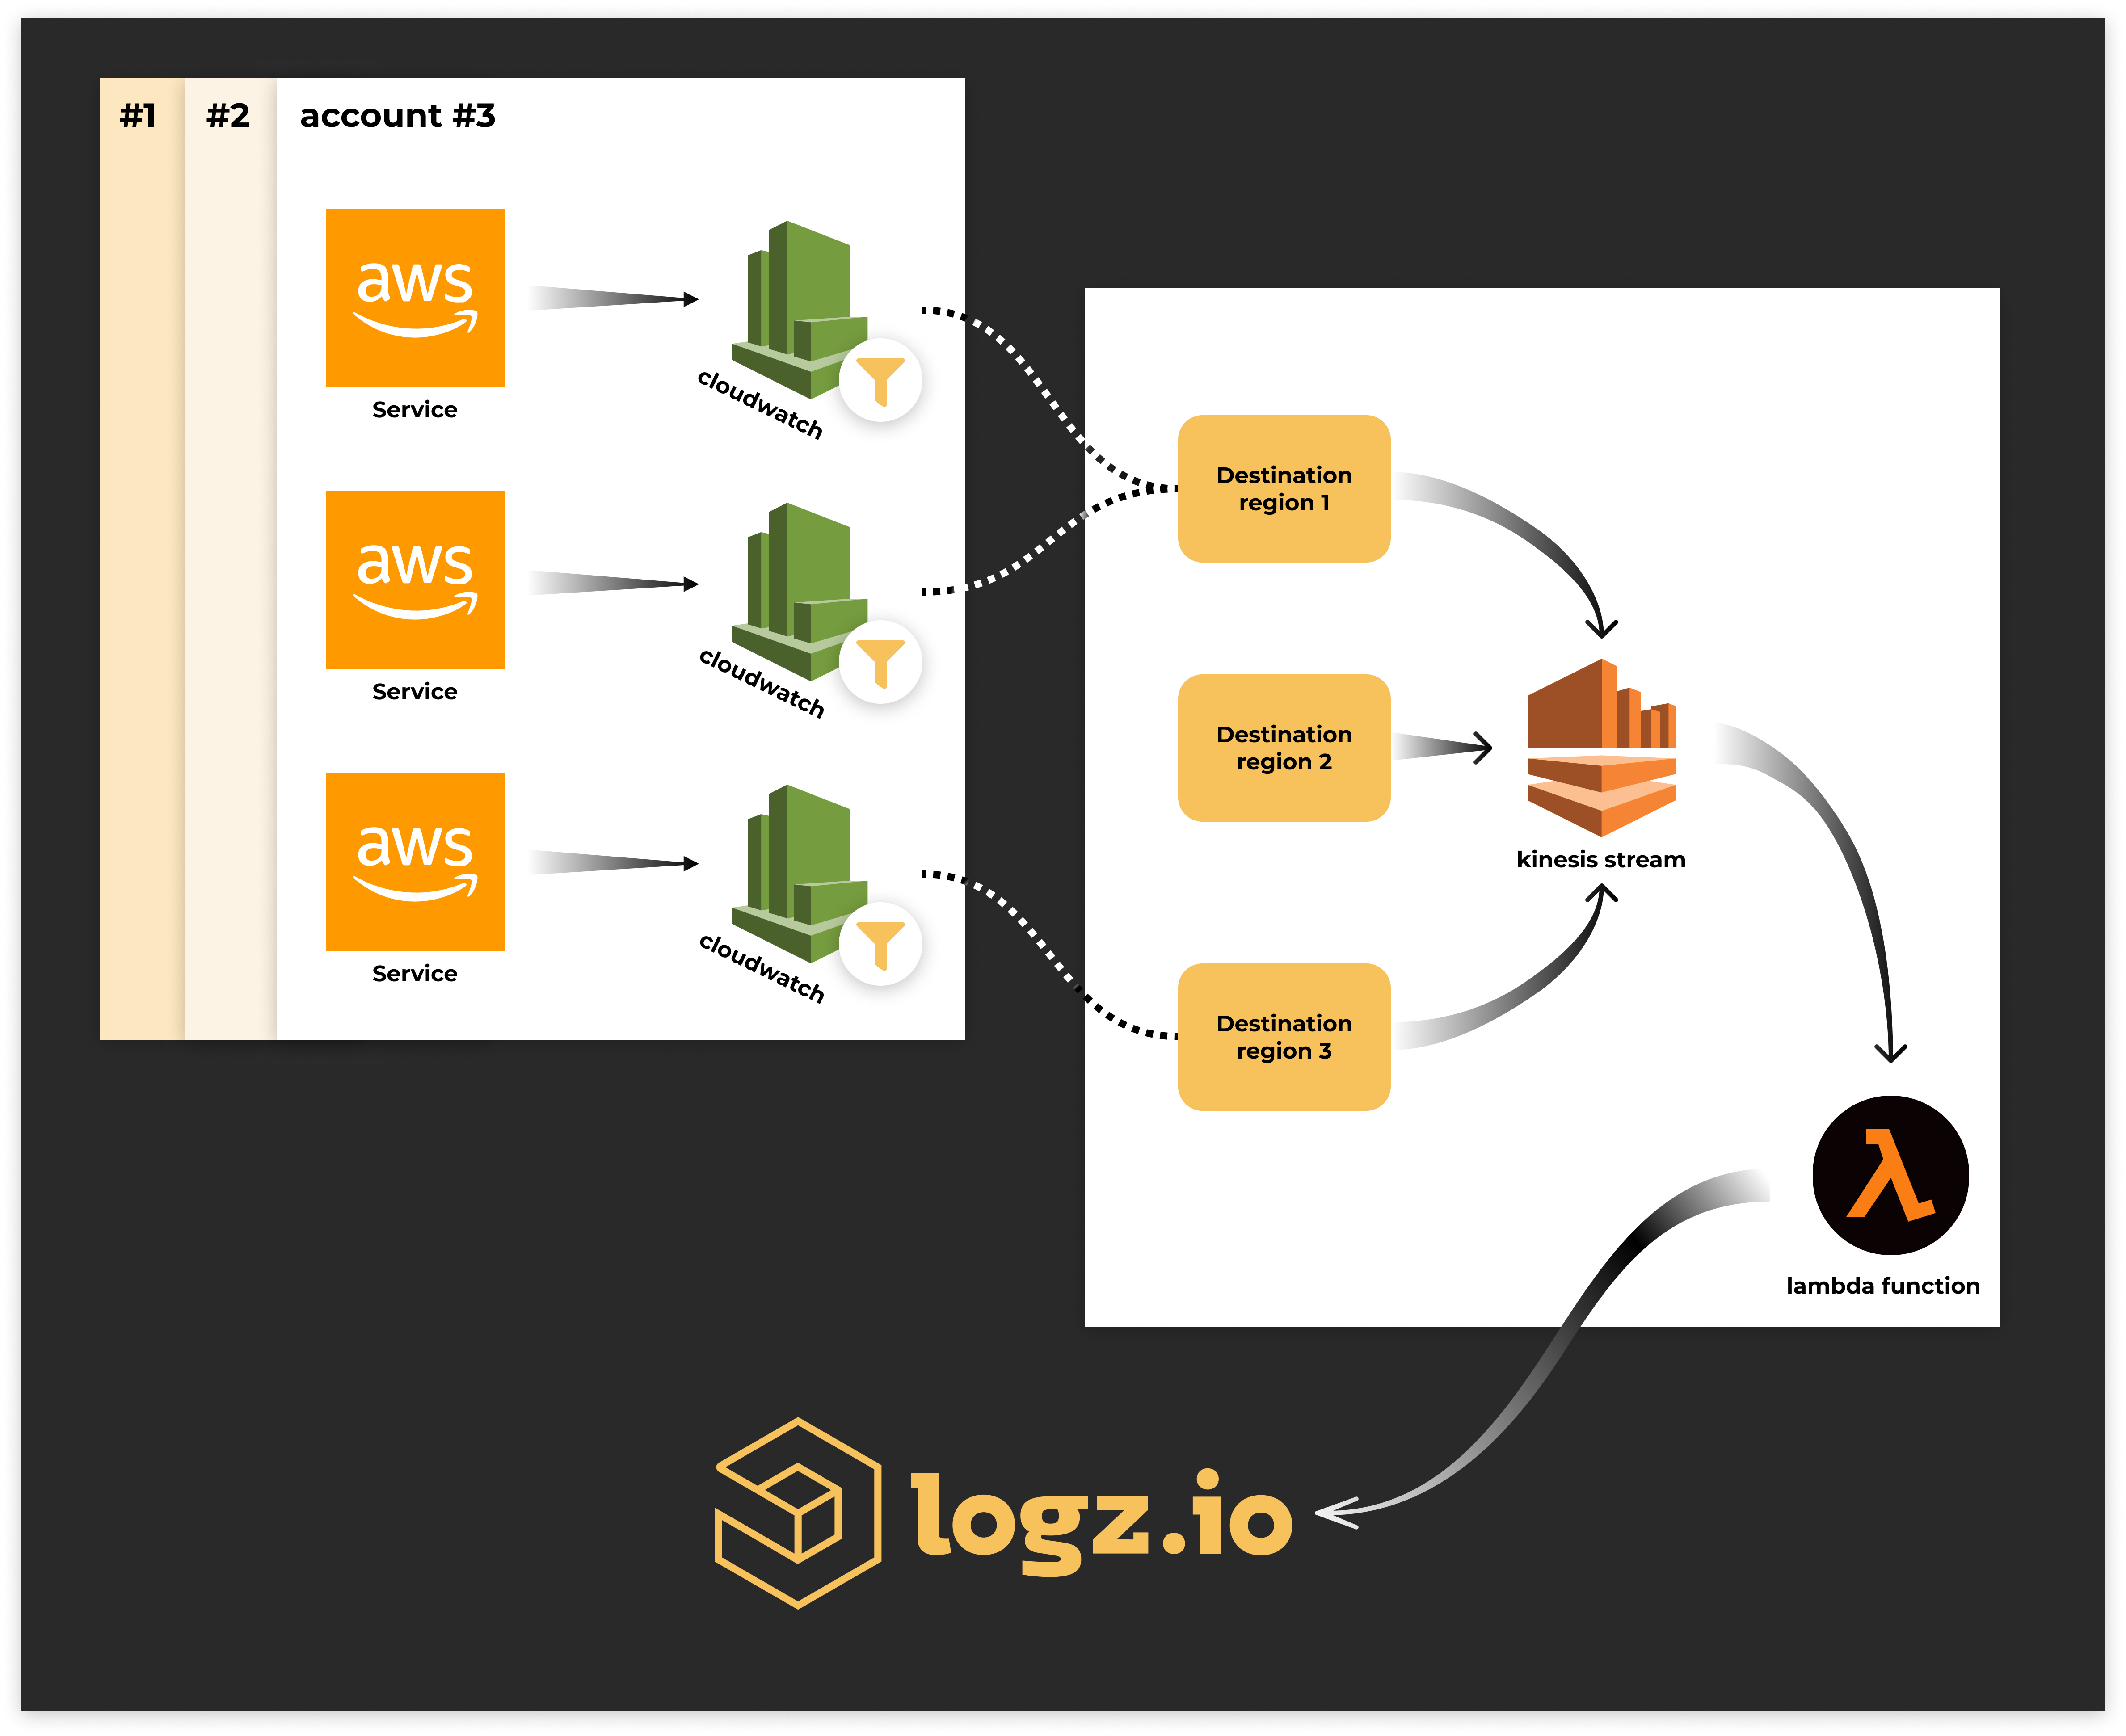 #1
#2
account #3
aws
Service
cloudwatch
aws
Service
cloudwatch
aws
Service
cloudwatch
Destination
region 1
Destination
region 2
Destination
region 3
kinesis stream
lambda function
logz.io